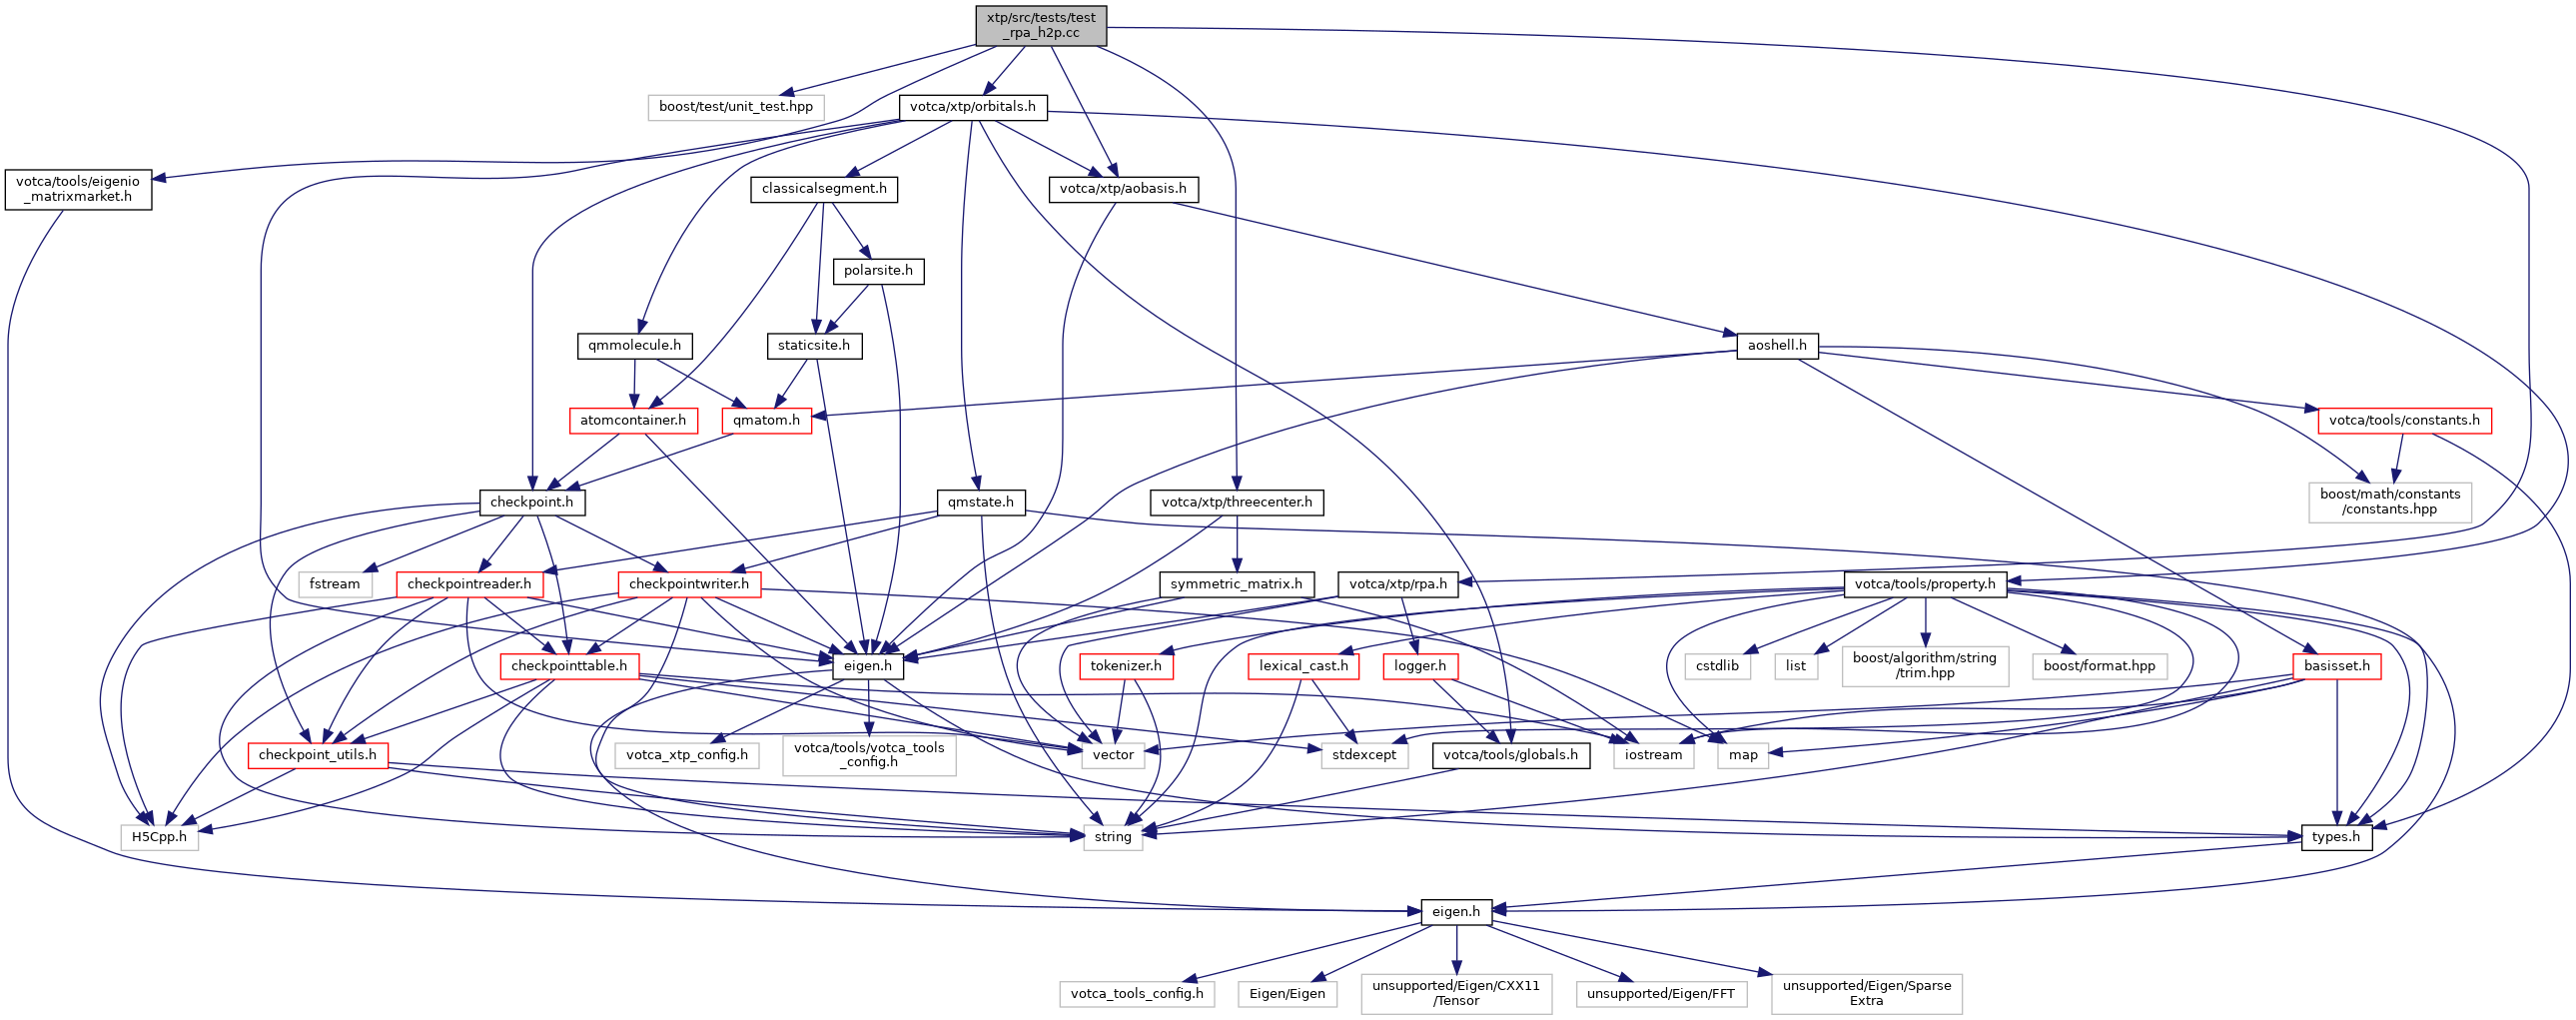 xtp/src/tests/test
_rpa_h2p.cc
boost/test/unit_test.hpp
votca/xtp/orbitals.h
votca/tools/eigenio
_matrixmarket.h
classicalsegment.h
votca/xtp/aobasis.h
polarsite.h
qmmolecule.h
staticsite.h
aoshell.h
atomcontainer.h
qmatom.h
votca/tools/constants.h
checkpoint.h
qmstate.h
votca/xtp/threecenter.h
boost/math/constants
/constants.hpp
fstream
checkpointreader.h
checkpointwriter.h
symmetric_matrix.h
votca/xtp/rpa.h
votca/tools/property.h
checkpointtable.h
eigen.h
tokenizer.h
lexical_cast.h
logger.h
cstdlib
list
boost/algorithm/string
/trim.hpp
boost/format.hpp
basisset.h
checkpoint_utils.h
votca_xtp_config.h
votca/tools/votca_tools
_config.h
vector
stdexcept
votca/tools/globals.h
iostream
map
H5Cpp.h
string
types.h
eigen.h
votca_tools_config.h
Eigen/Eigen
unsupported/Eigen/CXX11
/Tensor
unsupported/Eigen/FFT
unsupported/Eigen/Sparse
Extra